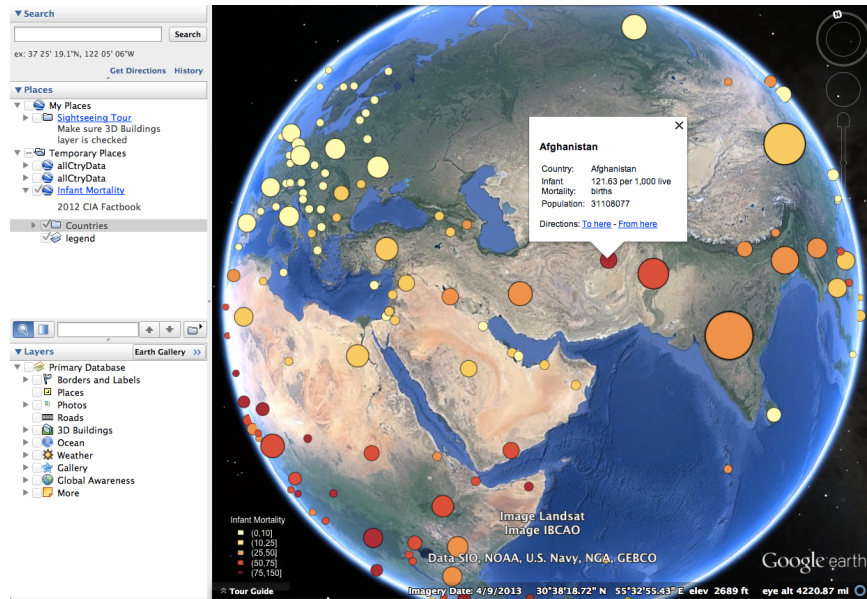 Search
Search
ex: 37 25' 19.1"N, 122 05' 06"W
Get Directions History
Places
My Places
Sightseeing Tour
Make sure 3D Buildings
layer is checked
Temporary Places
allCtryData
allCtryData
Infant Mortality
2012 CIA Factbook
Countries
legend
Layers
Earth Gallery >>
Primary Database
Borders and Labels
Places
Photos
Roads
3D Buildings
Ocean
Weather
Gallery
Global Awareness
More
N
Afghanistan
Country: Afghanistan
Infant Mortality: 121.63 per 1,000 live births
Population: 31108077
Directions: To here - From here
Infant Mortality
(0,10]
(10,25]
(25,50]
(50,75]
(75,150]
Image Landsat
Image IBCAO
Data SIO, NOAA, U.S. Navy, NGA, GEBCO
Google earth
Tour Guide
Imagery Date: 4/9/2013 30°38'18.72" N 55°32'55.43" E elev 2689 ft eye alt 4220.87 mi